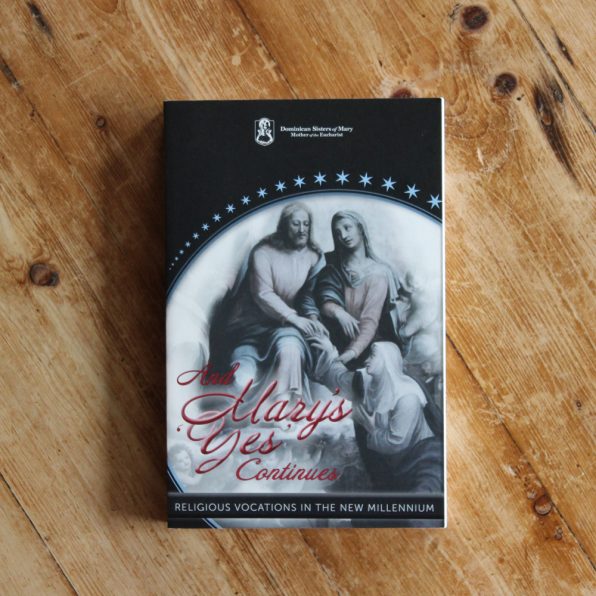 Dominican Sisters of Mary
Mother of the Eucharist
And
Mary's
'Yes'
Continues
RELIGIOUS VOCATIONS IN THE NEW MILLENNIUM